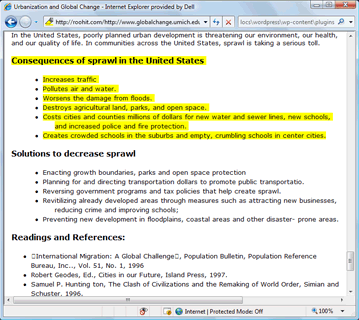 Urbanization and Global Change - Internet Explorer provided by Dell
http://rohit.com/http://www.globalchange.umich.edu
locs\wordpress\wp-content\plugins
In the United States, poorly planned urban development is threatening our environment, our health,
and our quality of life. In communities across the United States, sprawl is taking a serious toll.
Consequences of sprawl in the United States
Increases traffic
Pollutes air and water.
Worsens the damage from floods.
Destroys agricultural land, parks, and open space.
Costs cities and counties millions of dollars for new water and sewer lines, new schools,
and increased police and fire protection.
Creates crowded schools in the suburbs and empty, crumbling schools in center cities.
Solutions to decrease sprawl
Enacting growth boundaries, parks and open space protection
Planning for and directing transportation dollars to promote public transportatio.
Reversing government programs and tax policies that help create sprawl.
Revitilizing already developed areas through measures such as attracting new businesses,
reducing crime and improving schools;
Preventing new development in floodplains, coastal areas and other disaster- prone areas.
Readings and References:
International Migration: A Global Challenge, Population Bulletin, Population Reference
Bureau, Inc., Vol. 51, No. 1, 1996
Robert Geodes, Ed., Cities in our Future, Island Press, 1997.
Samuel P. Hunting ton, The Clash of Civilizations and the Remaking of World Order, Simian and
Schuster, 1996.
Internet | Protected Mode: Off
100%